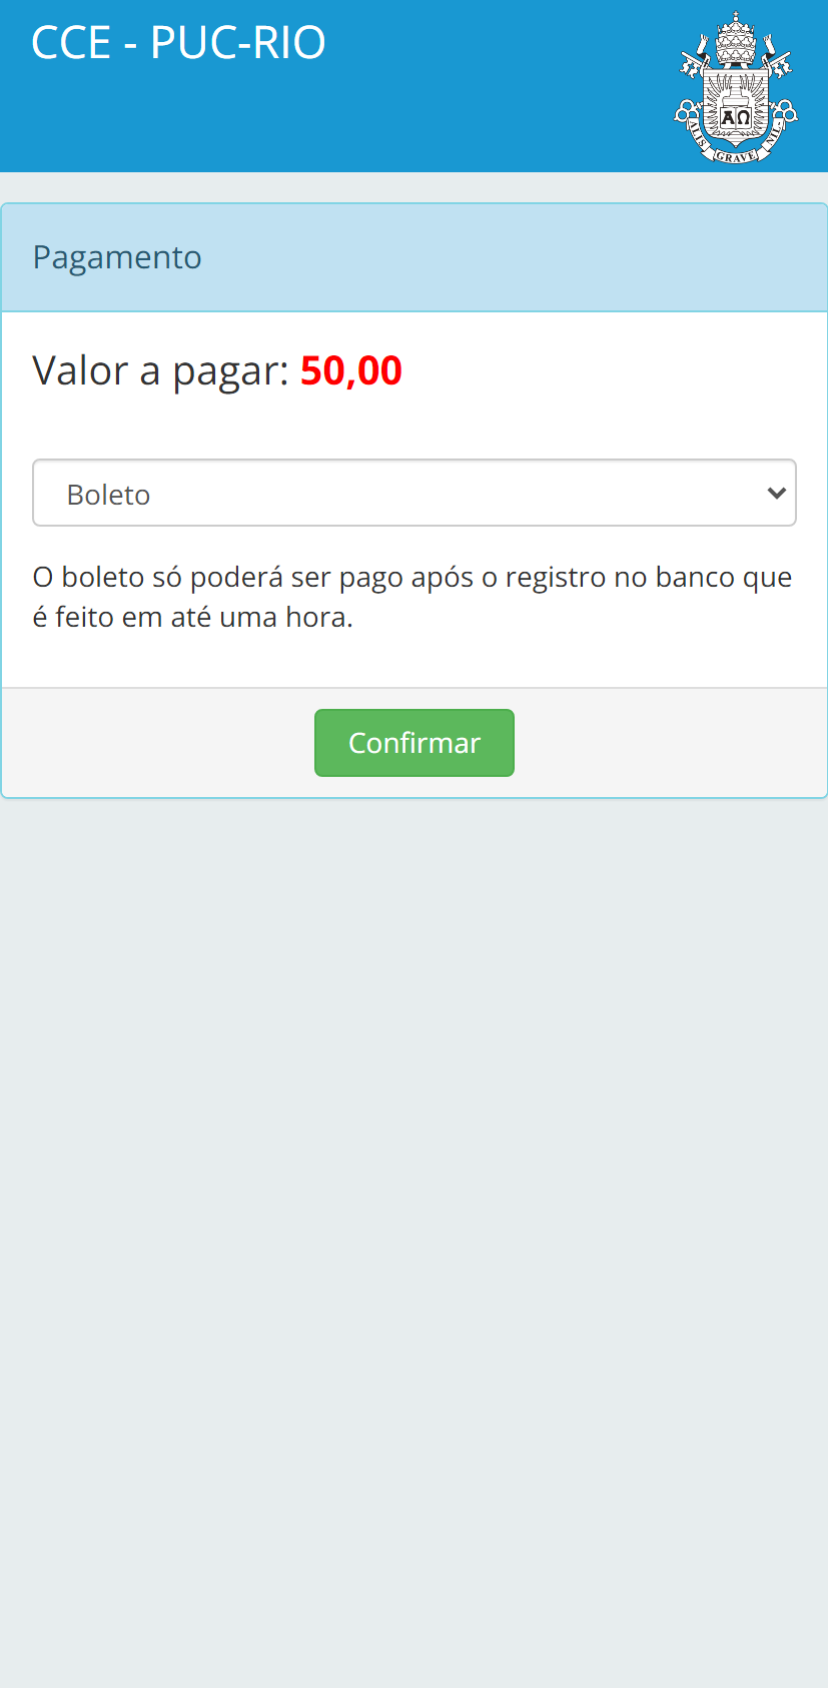 CCE - PUC-RIO
ΑΩ
ALIS
GRAVE
NIL
Pagamento
Valor a pagar: 50,00
Boleto
O boleto só poderá ser pago após o registro no banco que
é feito em até uma hora.
Confirmar